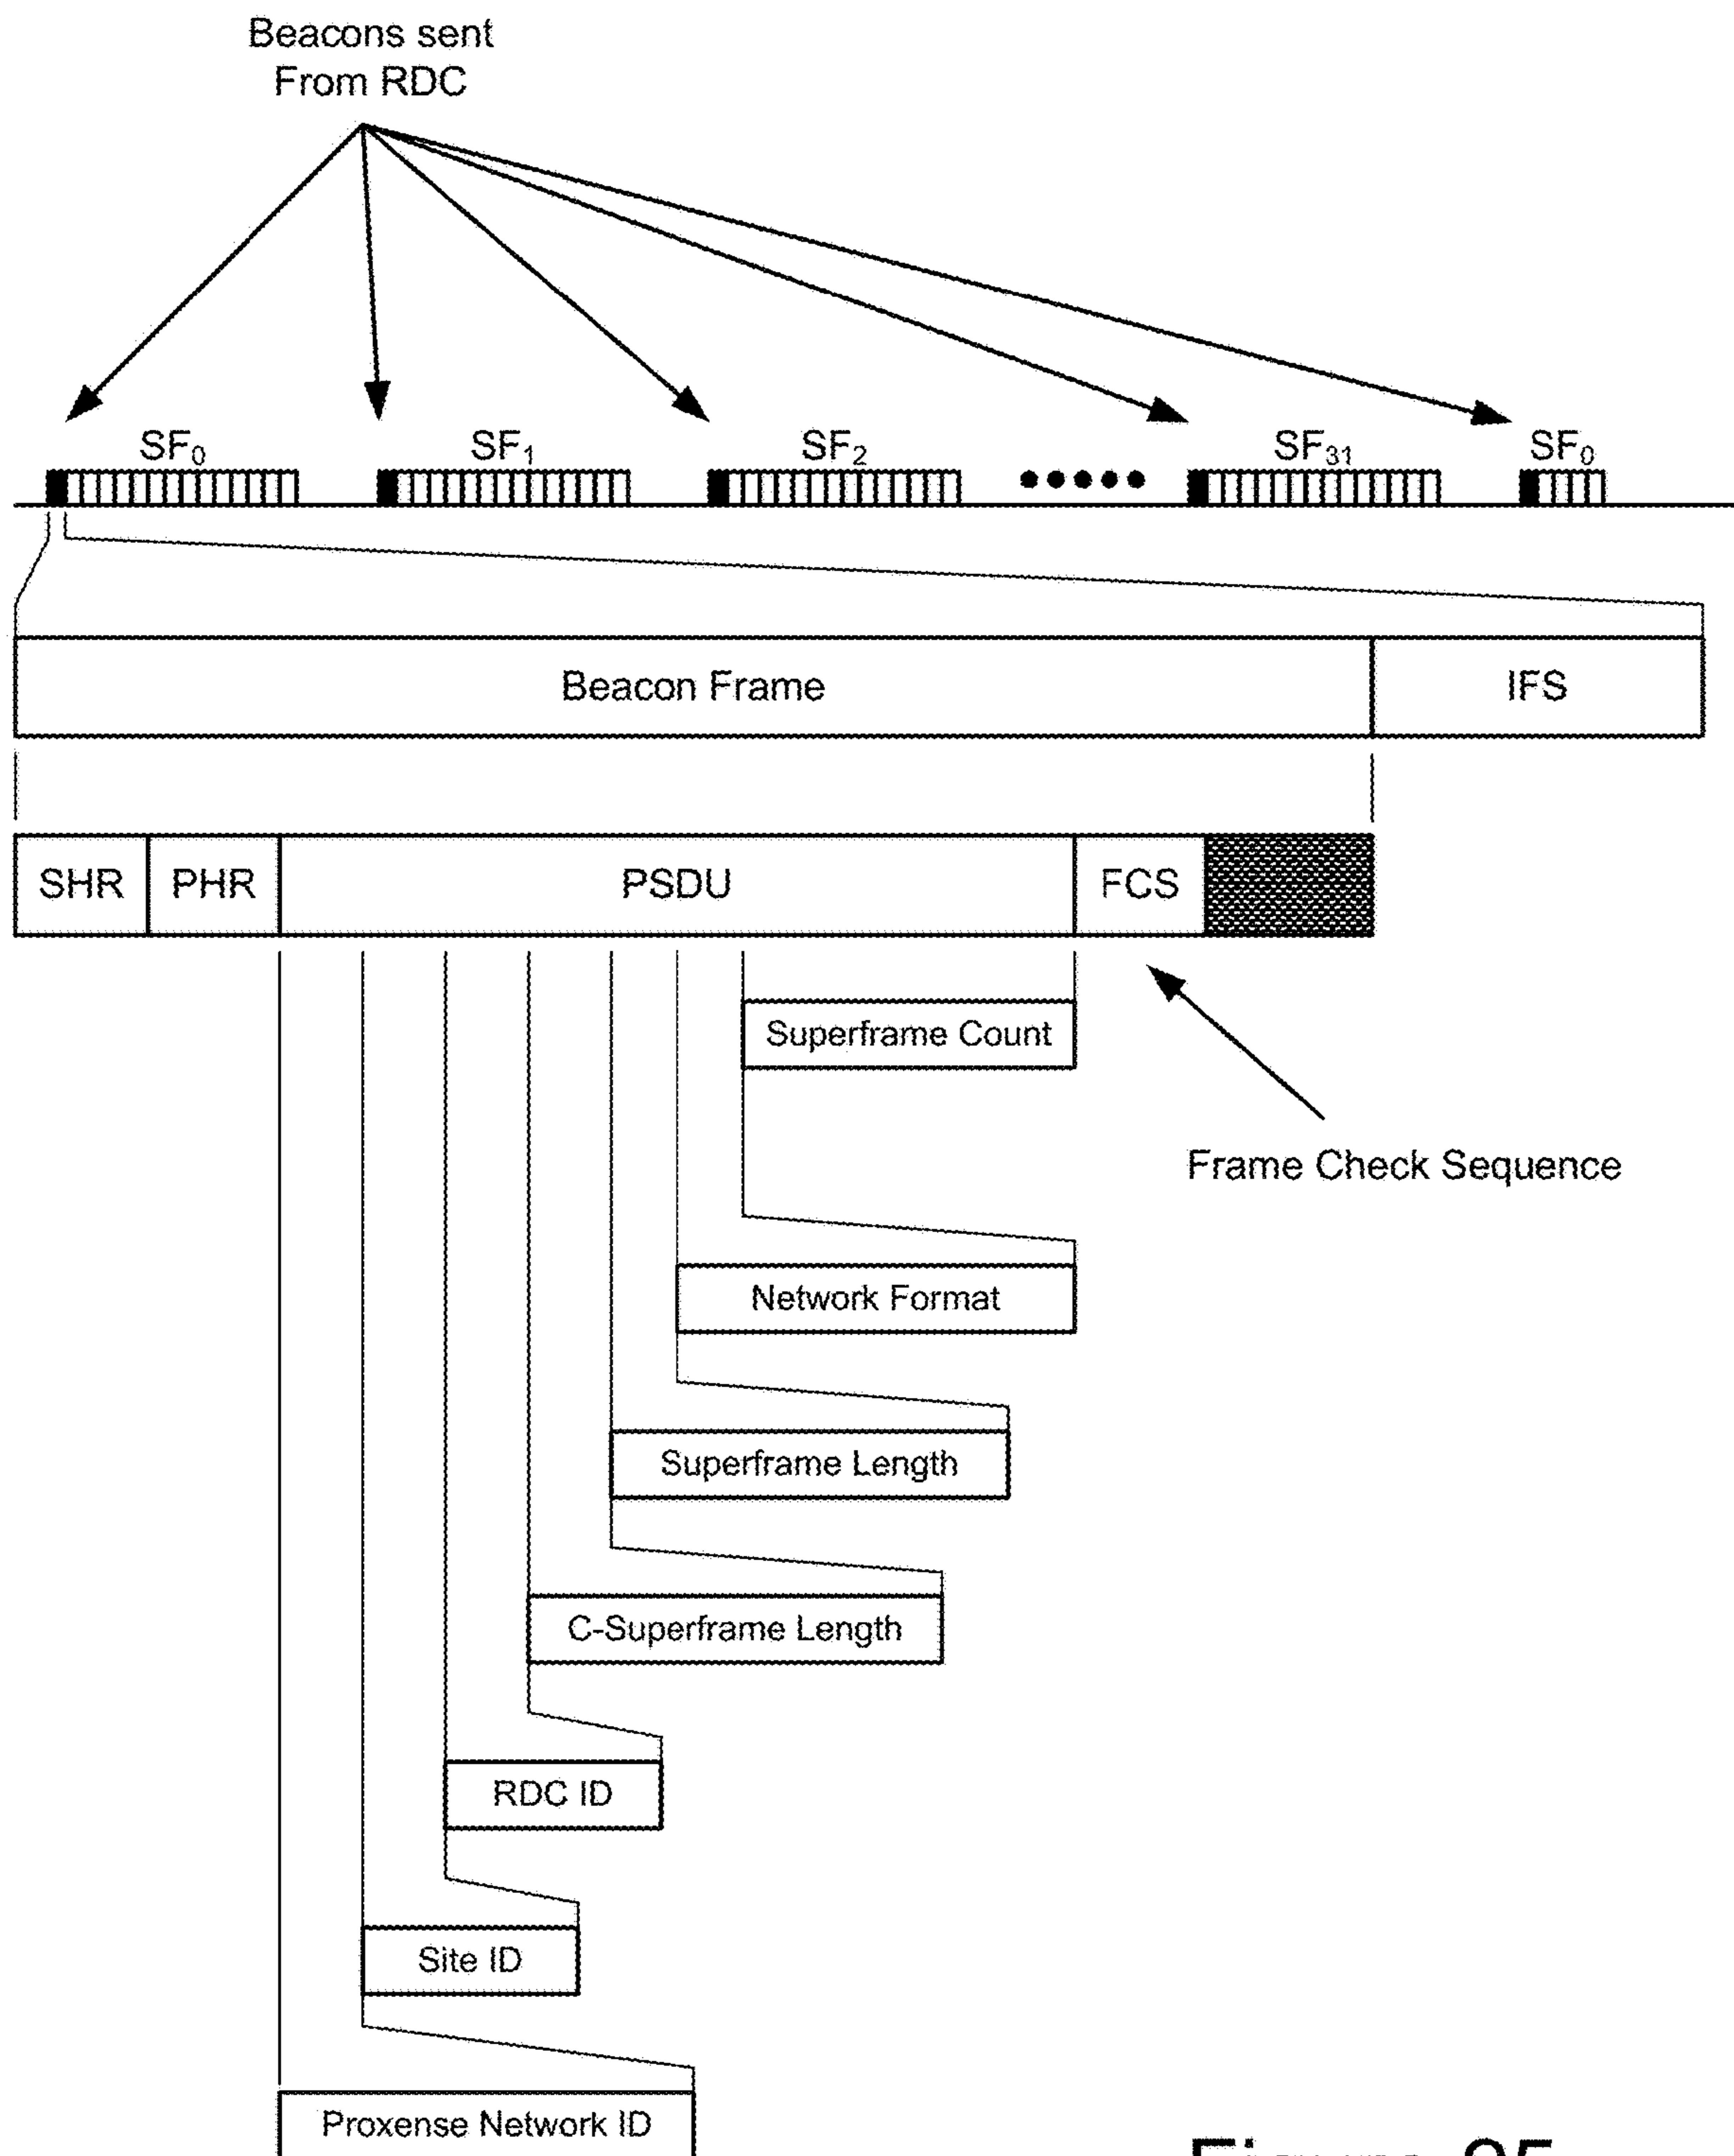 Beacons sent
From RDC
SF₀ SF₁ SF₂ SF₃₁ SF₀
Beacon Frame IFS
SHR PHR PSDU FCS
Superframe Count
Frame Check Sequence
Network Format
Superframe Length
C-Superframe Length
RDC ID
Site ID
Proxense Network ID